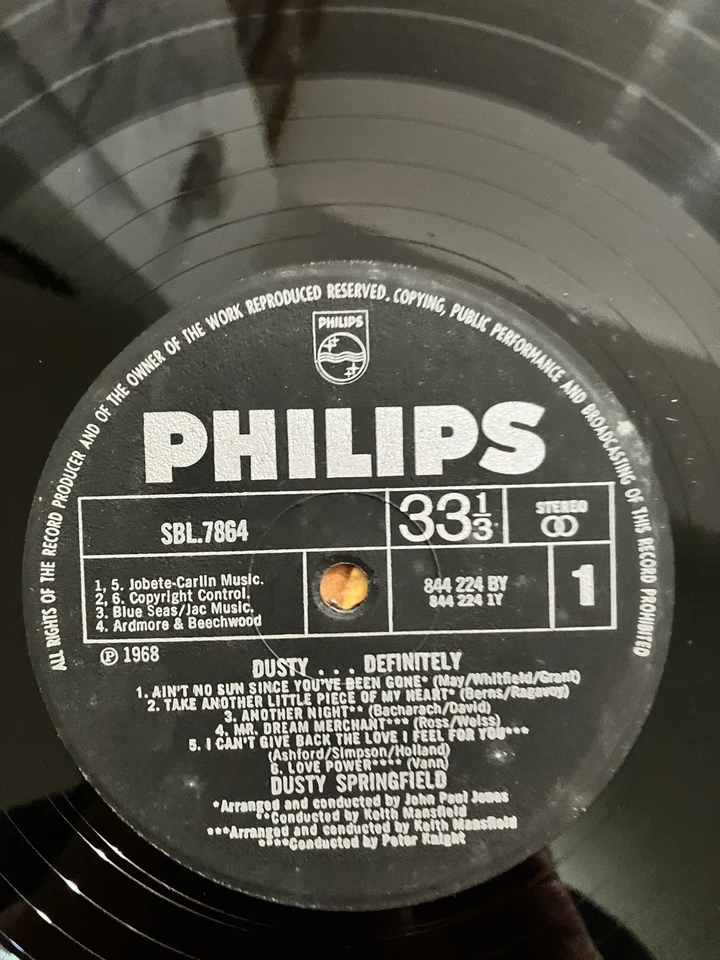 ALL RIGHTS OF THE RECORD PRODUCER AND OF THE OWNER OF THE WORK REPRODUCED RESERVED. COPYING, PUBLIC PERFORMANCE AND BROADCASTING OF THIS RECORD PROHIBITED
PHILIPS
PHILIPS
SBL.7864
33 1/3
STEREO
1, 5. Jobete-Carlin Music.
2, 6. Copyright Control.
3. Blue Seas/Jac Music.
4. Ardmore & Beechwood
844 224 BY
844 224 1Y
1
Ⓟ 1968
DUSTY . . . DEFINITELY
1. AIN'T NO SUN SINCE YOU'VE BEEN GONE* (May/Whitfield/Grant)
2. TAKE ANOTHER LITTLE PIECE OF MY HEART* (Berns/Ragavoy)
3. ANOTHER NIGHT** (Bacharach/David)
4. MR. DREAM MERCHANT*** (Ross/Weiss)
5. I CAN'T GIVE BACK THE LOVE I FEEL FOR YOU***
(Ashford/Simpson/Holland)
6. LOVE POWER**** (Vann)
DUSTY SPRINGFIELD
*Arranged and conducted by John Paul Jones
**Conducted by Keith Mansfield
***Arranged and conducted by Keith Mansfield
****Conducted by Peter Knight